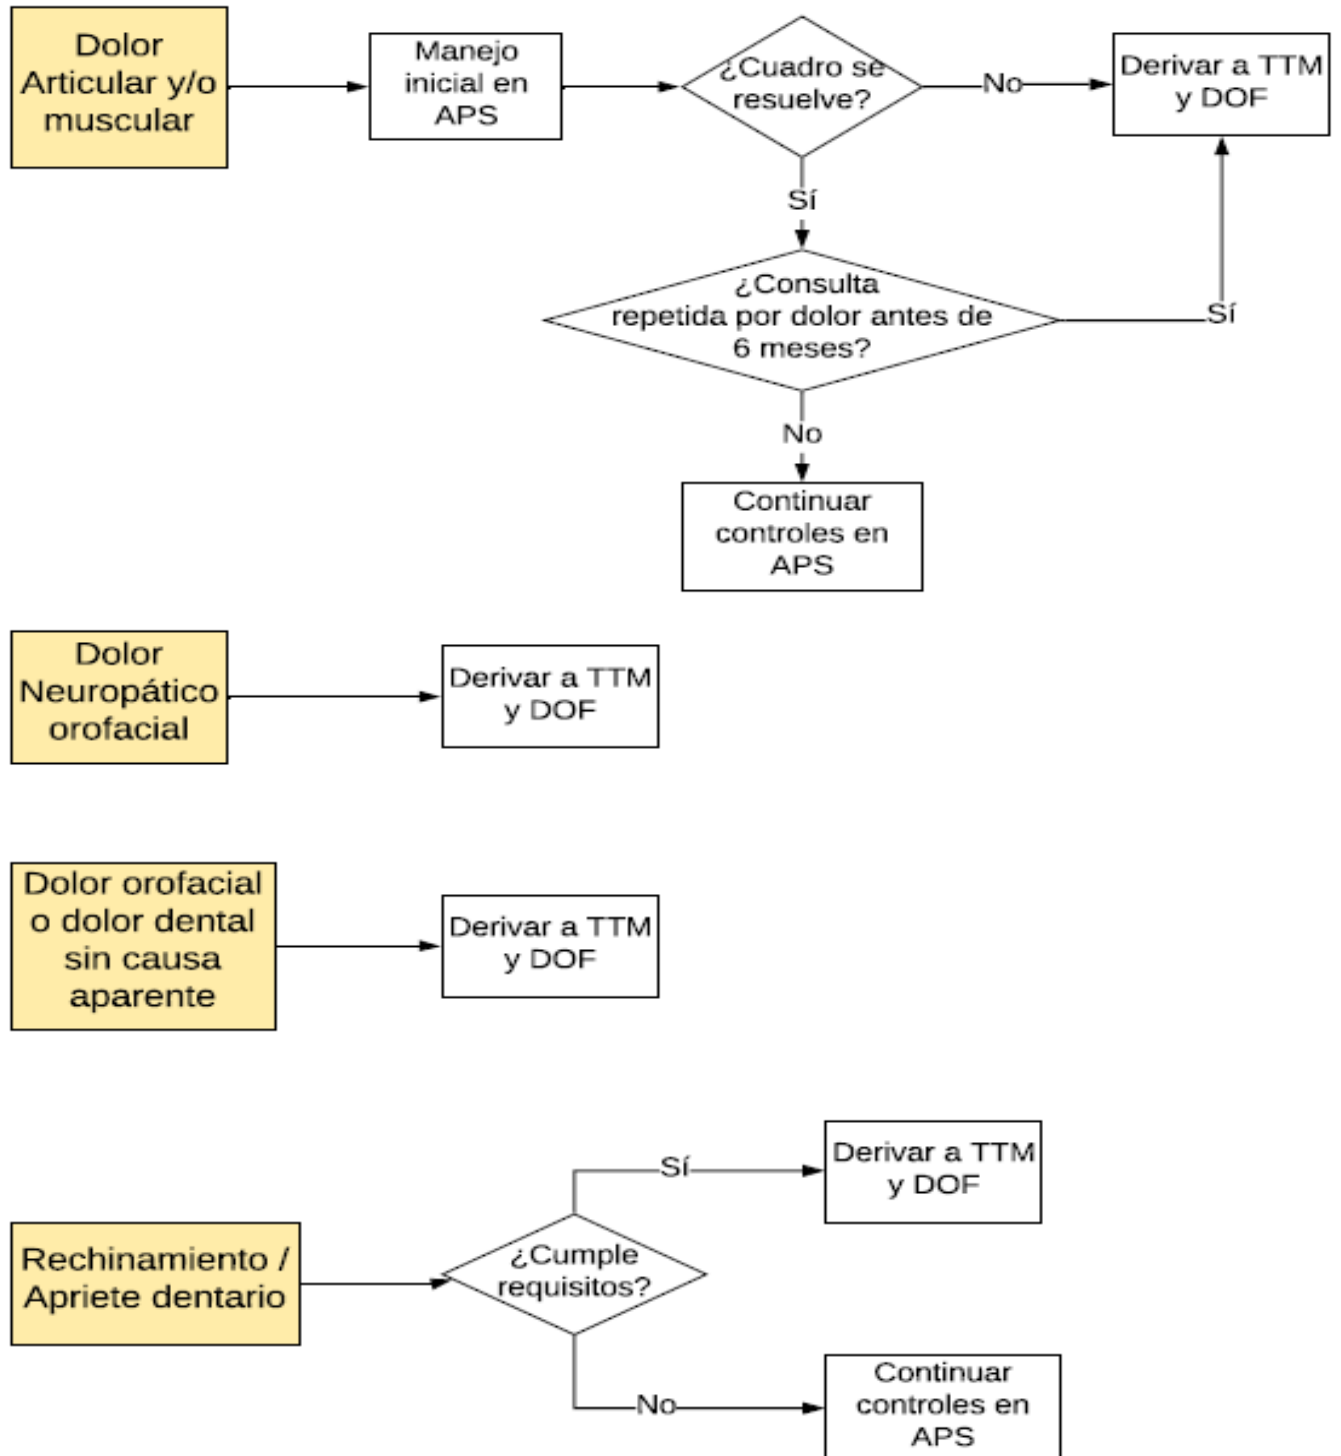 Dolor
Articular y/o
muscular
Manejo
inicial en
APS
¿Cuadro se
resuelve?
No
Derivar a TTM
y DOF
Sí
¿Consulta
repetida por dolor antes de
6 meses?
Sí
No
Continuar
controles en
APS
Dolor
Neuropático
orofacial
Derivar a TTM
y DOF
Dolor orofacial
o dolor dental
sin causa
aparente
Derivar a TTM
y DOF
Rechinamiento /
Apriete dentario
¿Cumple
requisitos?
Sí
Derivar a TTM
y DOF
No
Continuar
controles en
APS